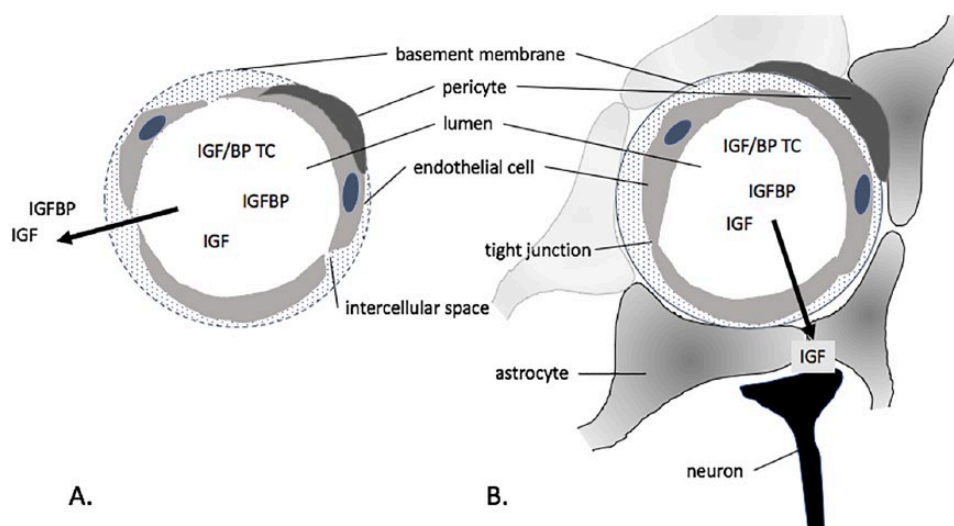 basement membrane
pericyte
lumen
IGF/BP TC
IGF/BP TC
endothelial cell
IGFBP
IGFBP
IGFBP
IGF
IGF
IGF
tight junction
intercellular space
IGF
astrocyte
neuron
A.
B.